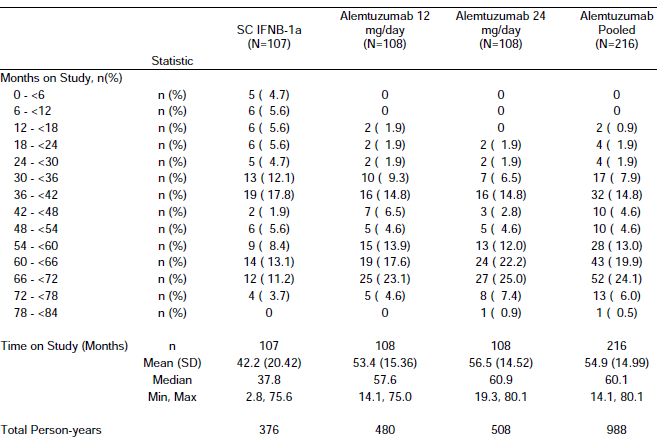 SC IFNB-1a (N=107) Alemtuzumab 12 mg/day (N=108) Alemtuzumab 24 mg/day (N=108) Alemtuzumab Pooled (N=216)
Statistic
Months on Study, n(%)
0 - <6 n (%) 5 ( 4.7) 0 0 0
6 - <12 n (%) 6 ( 5.6) 0 0 0
12 - <18 n (%) 6 ( 5.6) 2 ( 1.9) 0 2 ( 0.9)
18 - <24 n (%) 6 ( 5.6) 2 ( 1.9) 2 ( 1.9) 4 ( 1.9)
24 - <30 n (%) 5 ( 4.7) 2 ( 1.9) 2 ( 1.9) 4 ( 1.9)
30 - <36 n (%) 13 ( 12.1) 10 ( 9.3) 7 ( 6.5) 17 ( 7.9)
36 - <42 n (%) 19 ( 17.8) 16 ( 14.8) 16 ( 14.8) 32 ( 14.8)
42 - <48 n (%) 2 ( 1.9) 7 ( 6.5) 3 ( 2.8) 10 ( 4.6)
48 - <54 n (%) 6 ( 5.6) 5 ( 4.6) 5 ( 4.6) 10 ( 4.6)
54 - <60 n (%) 9 ( 8.4) 15 ( 13.9) 13 ( 12.0) 28 ( 13.0)
60 - <66 n (%) 14 ( 13.1) 19 ( 17.6) 24 ( 22.2) 43 ( 19.9)
66 - <72 n (%) 12 ( 11.2) 25 ( 23.1) 27 ( 25.0) 52 ( 24.1)
72 - <78 n (%) 4 ( 3.7) 5 ( 4.6) 8 ( 7.4) 13 ( 6.0)
78 - <84 n (%) 0 0 1 ( 0.9) 1 ( 0.5)
Time on Study (Months) n 107 108 108 216
Mean (SD) 42.2 (20.42) 53.4 (15.36) 56.5 (14.52) 54.9 (14.99)
Median 37.8 57.6 60.9 60.1
Min, Max 2.8, 75.6 14.1, 75.0 19.3, 80.1 14.1, 80.1
Total Person-years 376 480 508 988